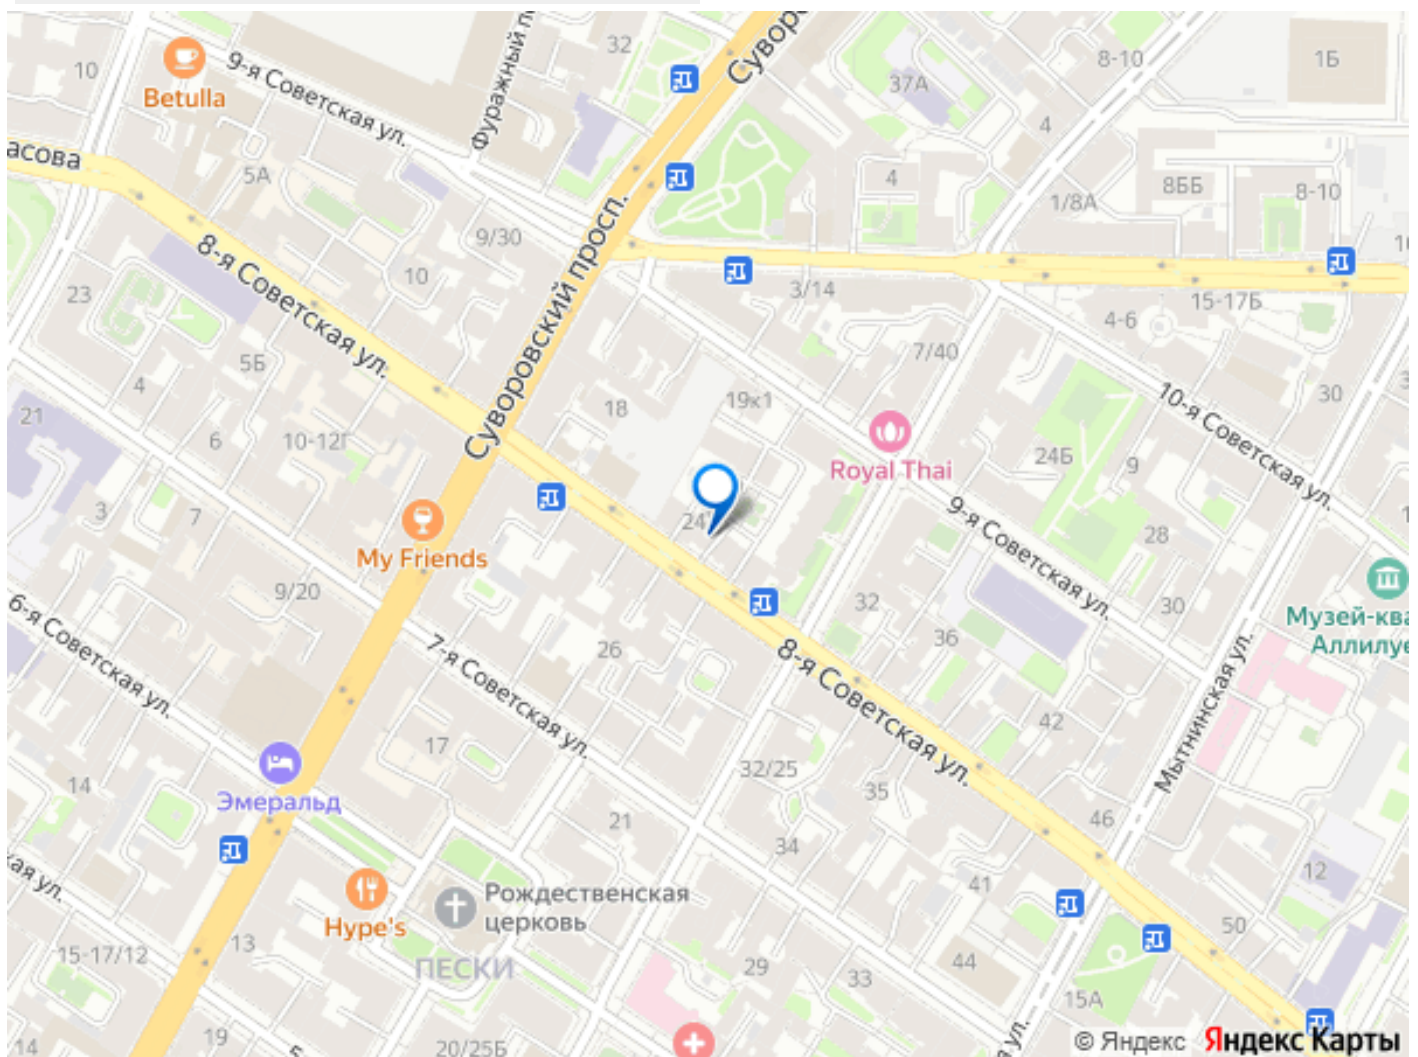 32
Суворо
8-10
1Б
10
Betulla
9-я Советская ул.
37А
асова
5А
4
4
8ББ
8-10
1/8А
9/30
8-я Советская ул.
10
Суворовский просп.
23
3/14
15-17Б
4-6
5Б
7/40
4
18
19к1
10-я Советская ул.
30
21
6
10-12Г
Royal Thai
24Б
9
3
7
My Friends
24
9-я Советская ул.
28
9/20
6-я Советская ул.
32
30
Музей-ква
Аллилуе
26
7-я Советская ул.
36
8-я Советская ул.
42
Мытнинская ул.
17
14
Эмеральд
32/25
35
46
21
34
41
12
кая ул.
Hype's
Рождественская
церковь
15-17/12
13
ПЕСКИ
50
29
33
44
15А
14
19
20/25Б
© Яндекс Яндекс Карты